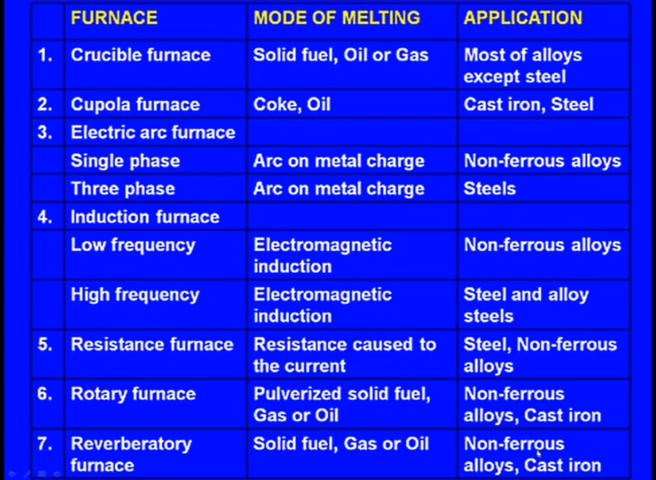 FURNACE MODE OF MELTING APPLICATION
1. Crucible furnace Solid fuel, Oil or Gas Most of alloys
except steel
2. Cupola furnace Coke, Oil Cast iron, Steel
3. Electric arc furnace
Single phase Arc on metal charge Non-ferrous alloys
Three phase Arc on metal charge Steels
4. Induction furnace
Low frequency Electromagnetic Non-ferrous alloys
induction
High frequency Electromagnetic Steel and alloy
induction steels
5. Resistance furnace Resistance caused to Steel, Non-ferrous
the current alloys
6. Rotary furnace Pulverized solid fuel, Non-ferrous
Gas or Oil alloys, Cast iron
7. Reverberatory Solid fuel, Gas or Oil Non-ferrous
furnace alloys, Cast iron